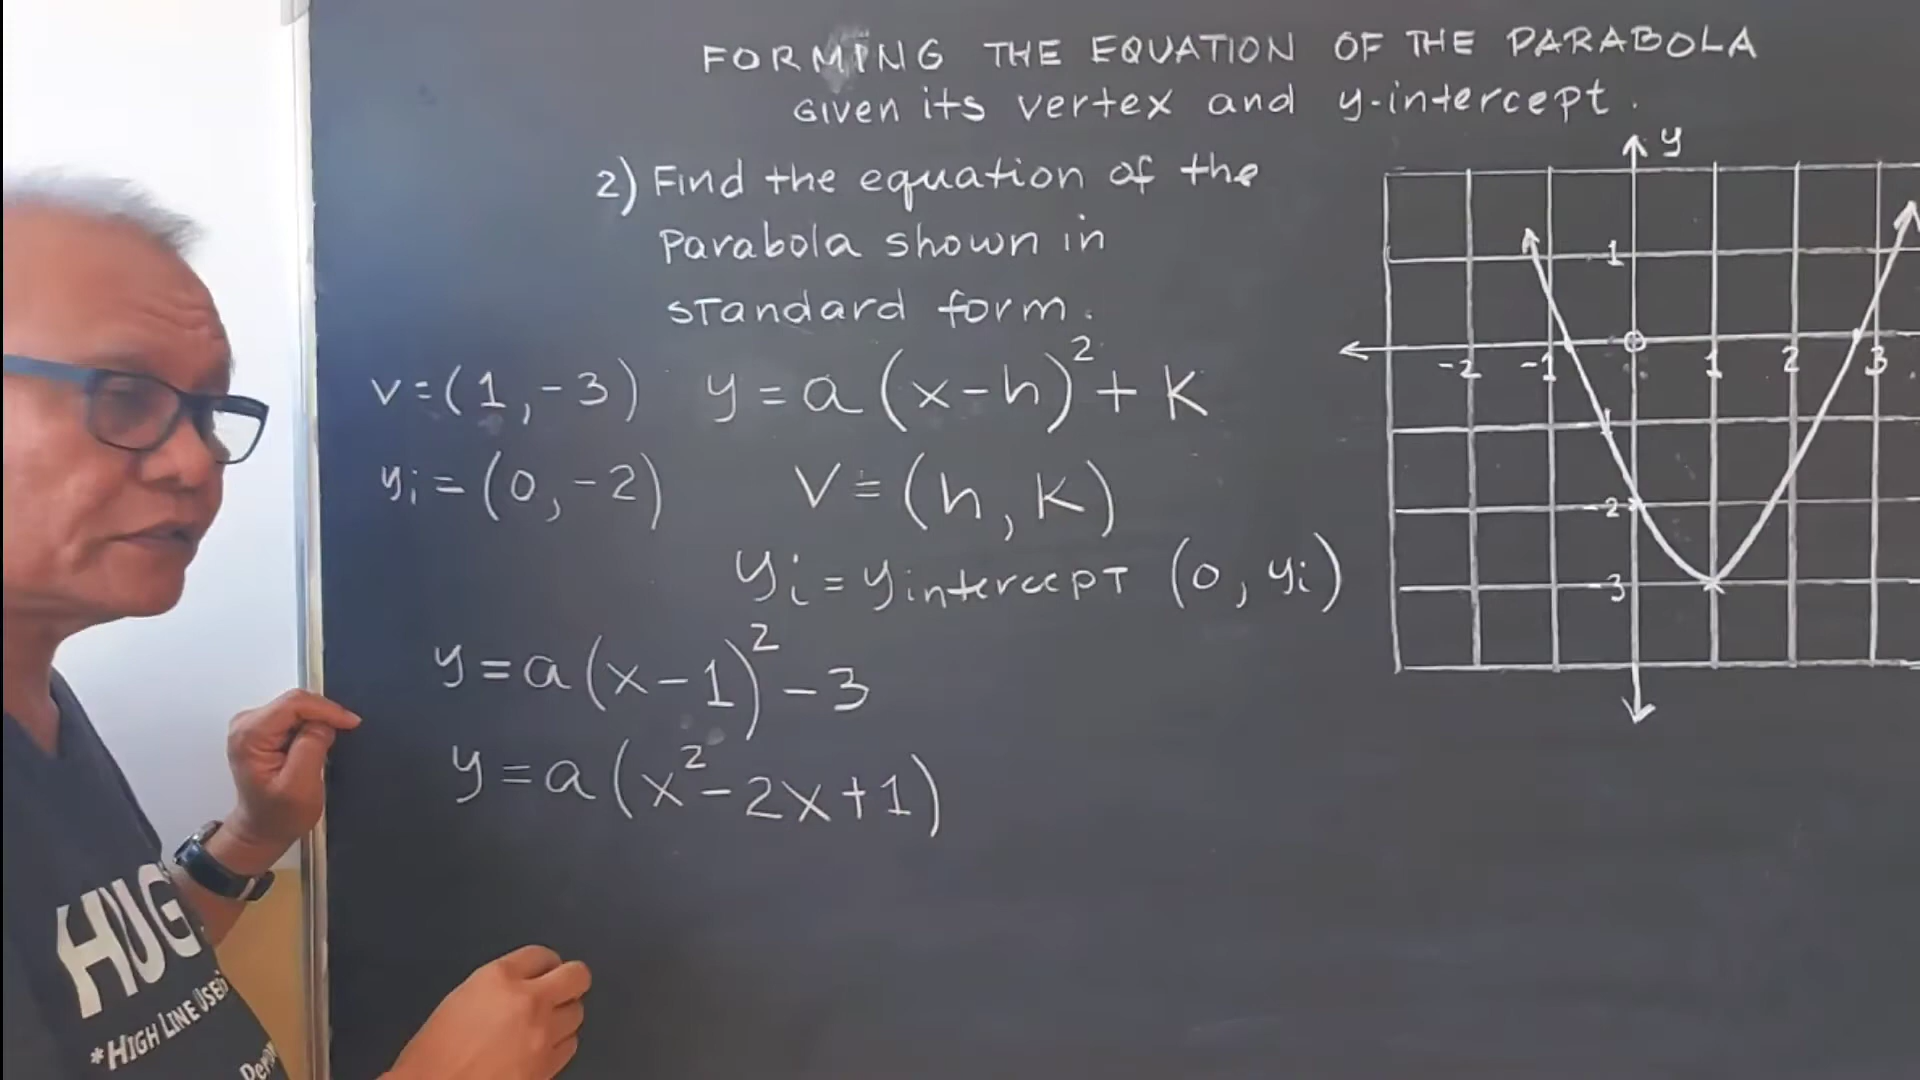 FORMING THE EQUATION OF THE PARABOLA
Given its vertex and y-intercept.
2) Find the equation of the
Parabola shown in
standard form.
V=(1,-3)
y=a(x-h)²+K
yi=(0,-2)
V=(h,K)
yi=yintercept (0,yi)
y=a(x-1)²-3
y=a(x²-2x+1)
y
1
-2 -1 0 1 2 3
-2
-3
HUG
*HIGH LINE USED